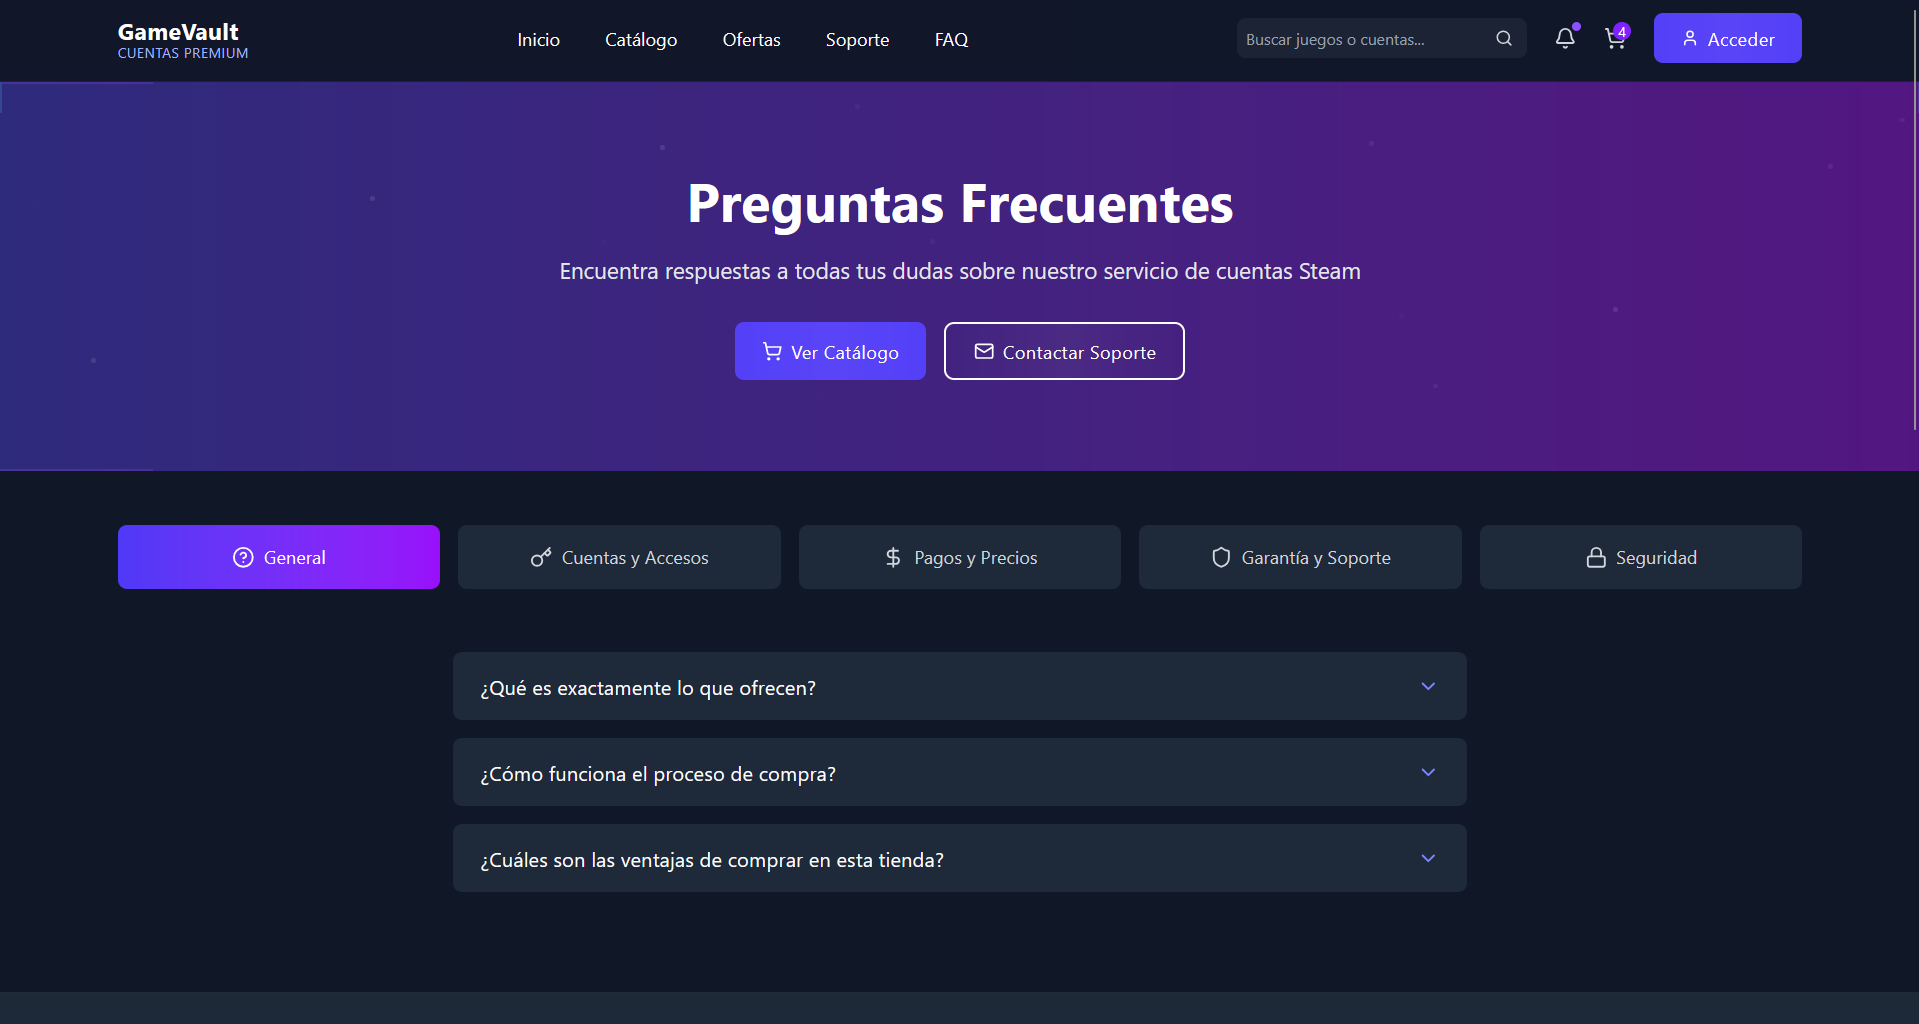 GameVault
CUENTAS PREMIUM
Inicio
Catálogo
Ofertas
Soporte
FAQ
Buscar juegos o cuentas...
4
Acceder
Preguntas Frecuentes
Encuentra respuestas a todas tus dudas sobre nuestro servicio de cuentas Steam
Ver Catálogo
Contactar Soporte
General
Cuentas y Accesos
Pagos y Precios
Garantía y Soporte
Seguridad
¿Qué es exactamente lo que ofrecen?
¿Cómo funciona el proceso de compra?
¿Cuáles son las ventajas de comprar en esta tienda?